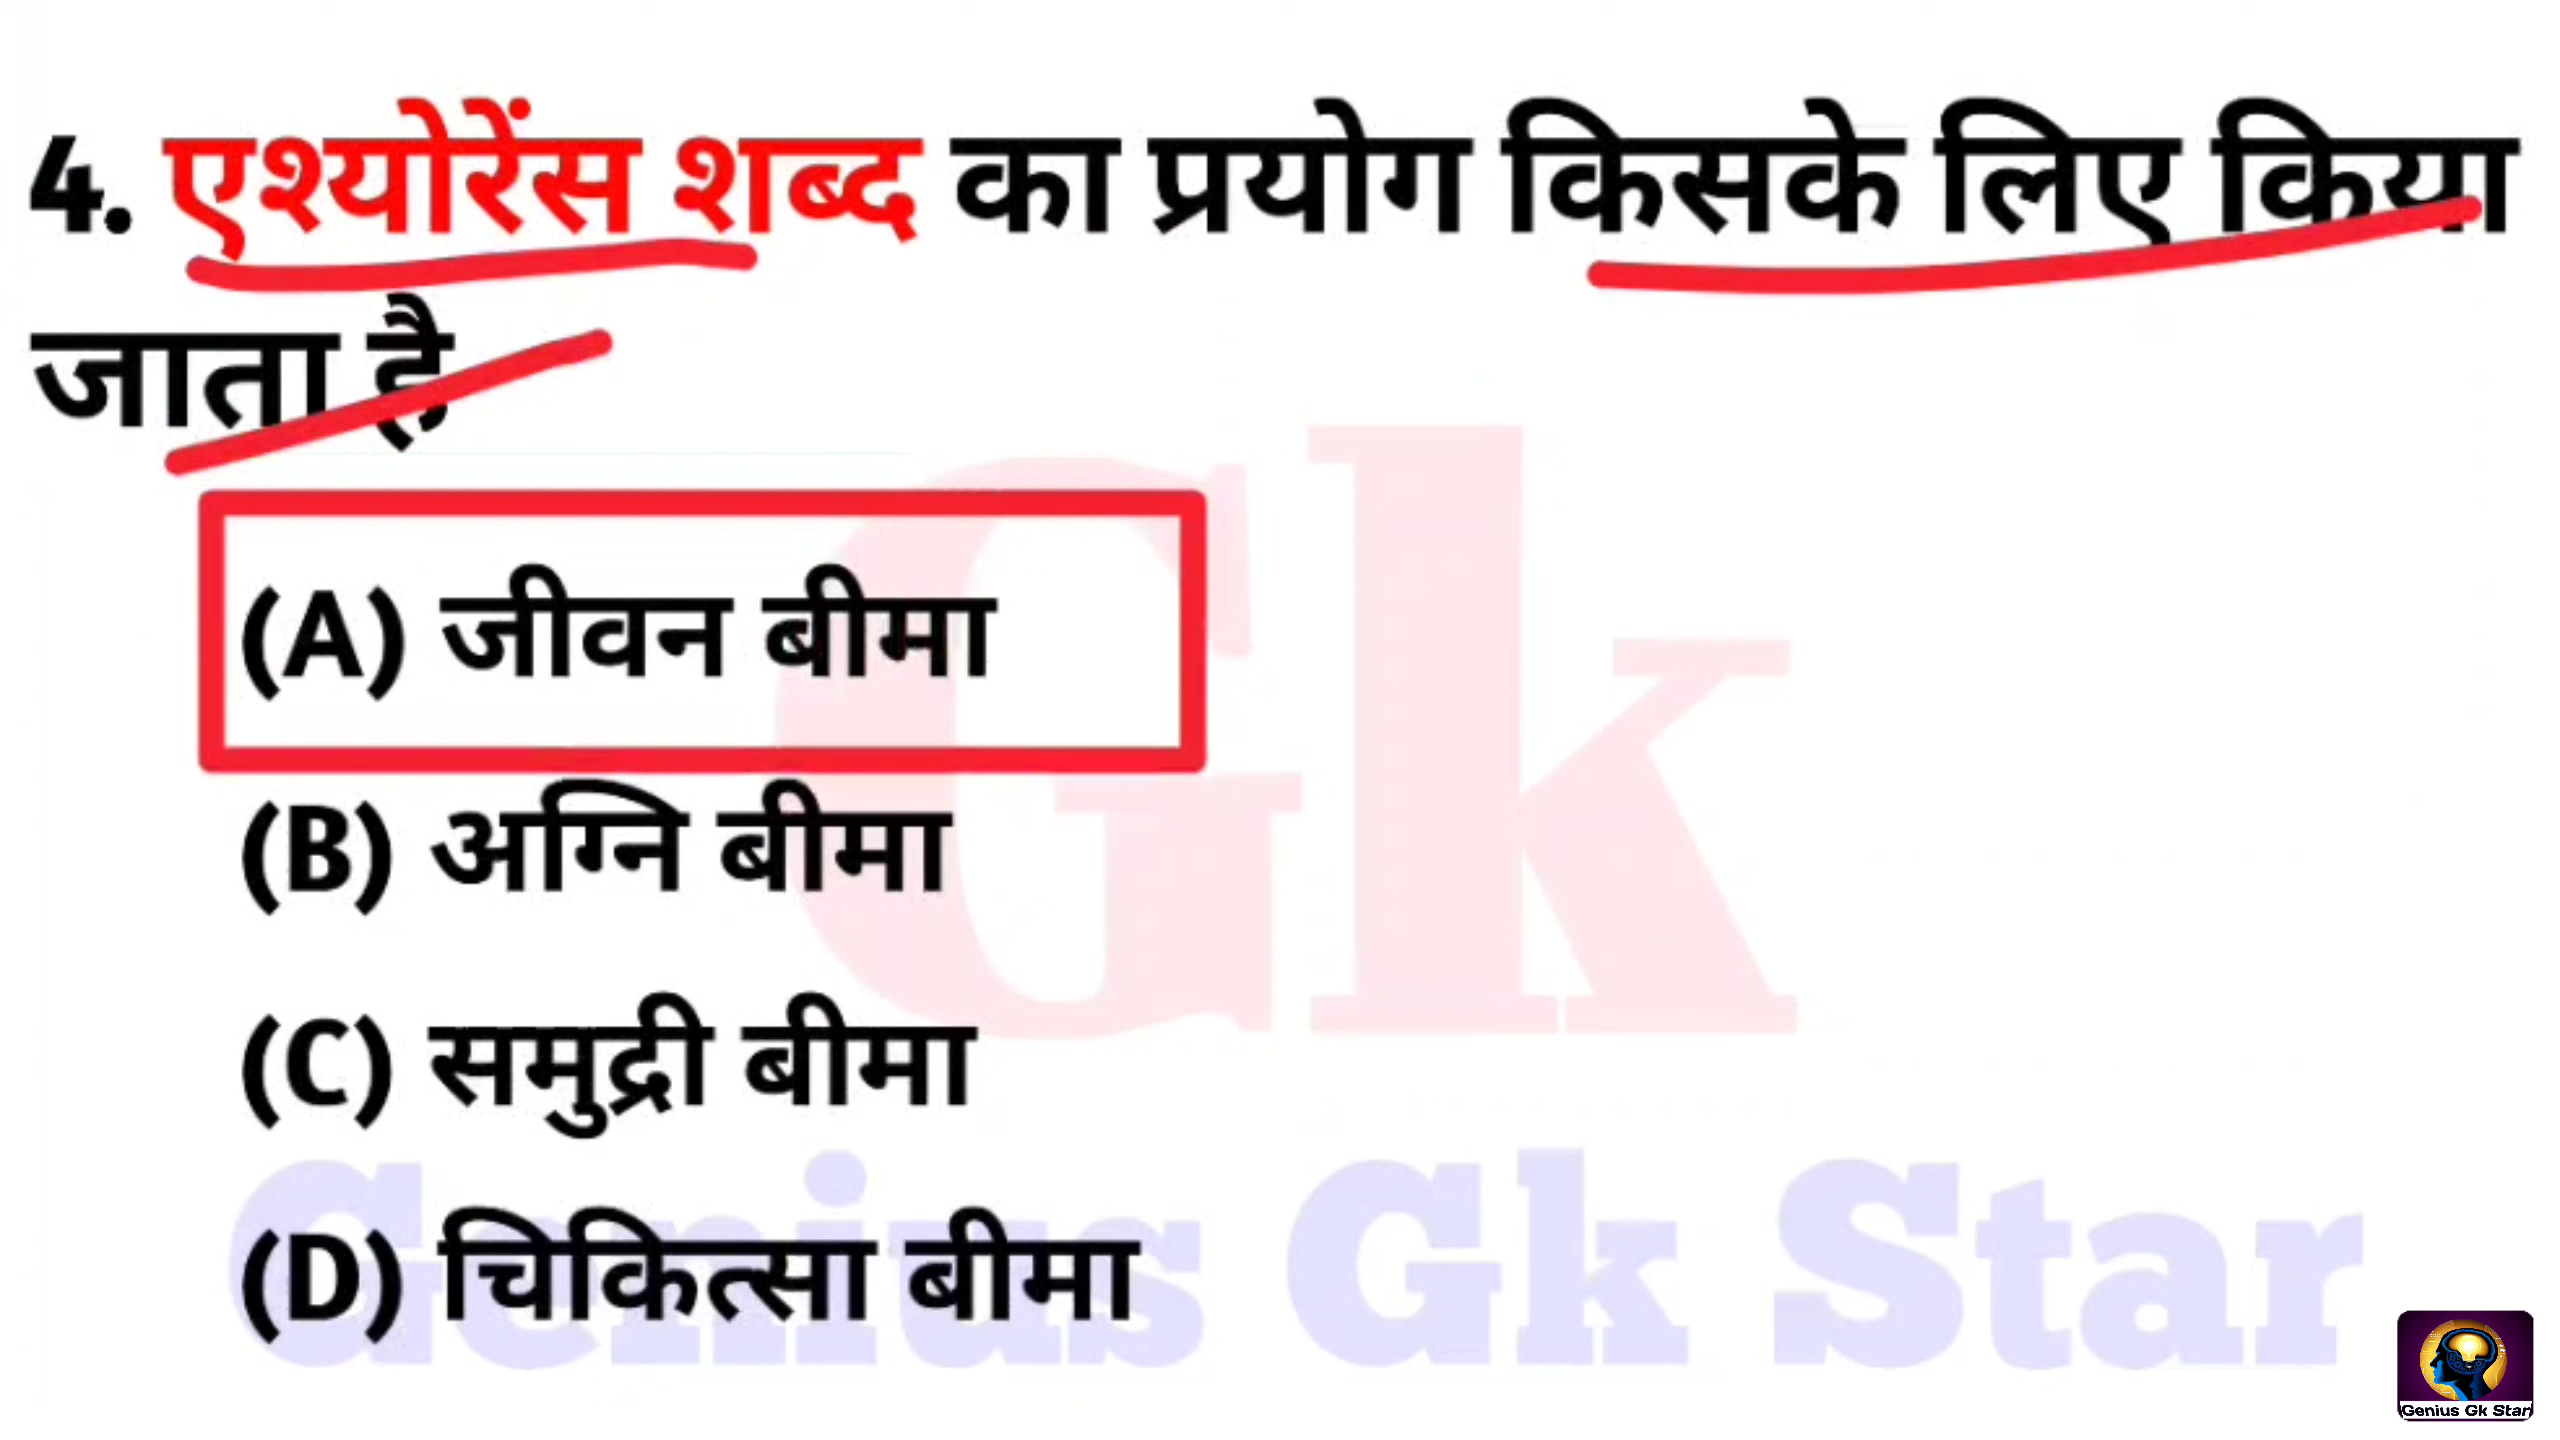 4. एश्योरेंस शब्द का प्रयोग किसके लिए किया
जाता है
(A) जीवन बीमा
(B) अग्नि बीमा
(C) समुद्री बीमा
(D) चिकित्सा बीमा
Gk
Genius Gk Star
Genius Gk Star